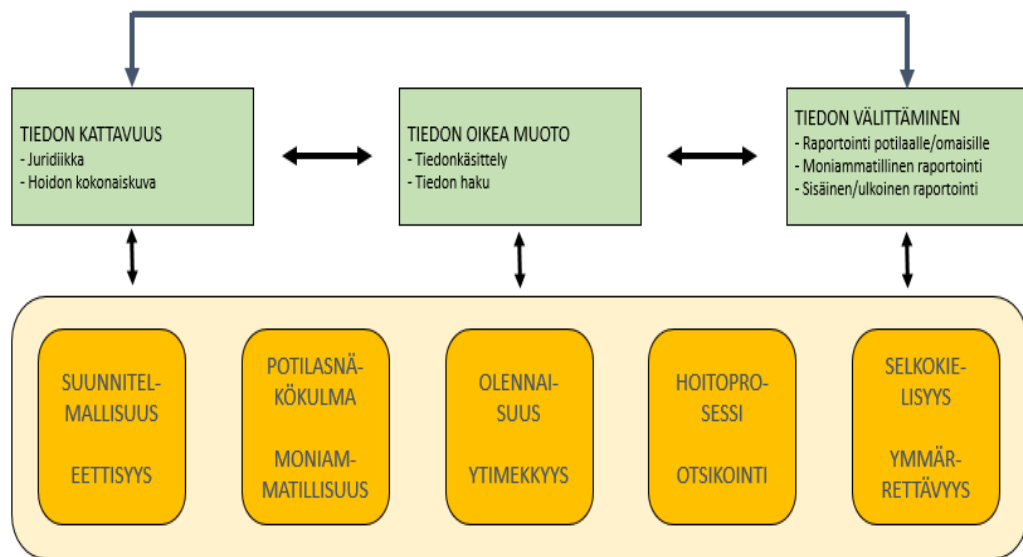 TIEDON KATTAVUUS
- Juridiikka
- Hoidon kokonaiskuva
TIEDON OIKEA MUOTO
- Tiedonkäsittely
- Tiedon haku
TIEDON VÄLITTÄMINEN
- Raportointi potilaalle/omaisille
- Moniammatillinen raportointi
- Sisäinen/ulkoinen raportointi
SUUNNITEL-
MALLISUUS
EETTISYYS
POTILASNÄ-
KÖKULMA
MONIAM-
MATILLISUUS
OLENNAI-
SUUS
YTIMEKKYYS
HOITOPRO-
SESSI
OTSIKOINTI
SELKOKIE-
LISYYS
YMMÄR-
RETTÄVYYS